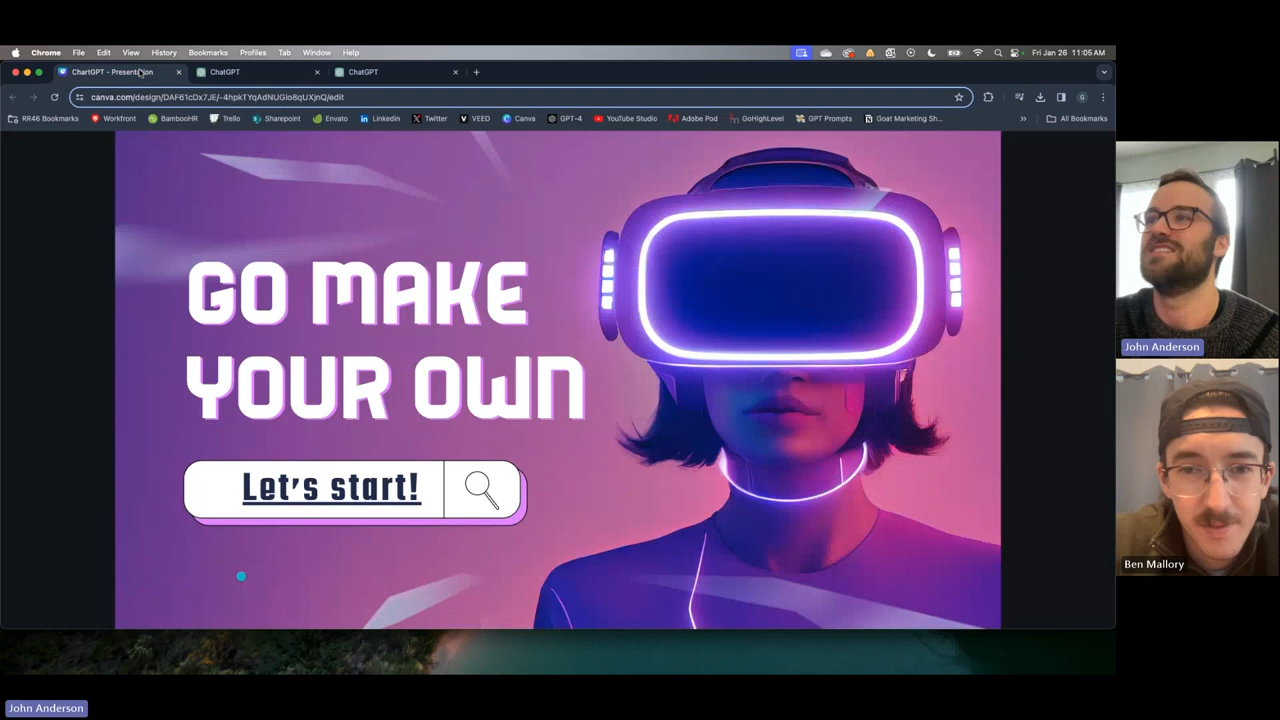 Chrome File Edit View History Bookmarks Profiles Tab Window Help Fri Jan 26 11:05 AM
ChartGPT - Presentation ChatGPT ChatGPT
canva.com/design/DAF61cDx7JE/-4hpkTYqAdNUGio8qUXjnQ/edit
RR46 Bookmarks Workfront BambooHR Trello Sharepoint Envato Linkedin Twitter VEED Canva GPT-4 YouTube Studio Adobe Pod GoHighLevel GPT Prompts Goat Marketing Sh... All Bookmarks
GO MAKE
YOUR OWN
Let's start!
John Anderson
Ben Mallory
John Anderson